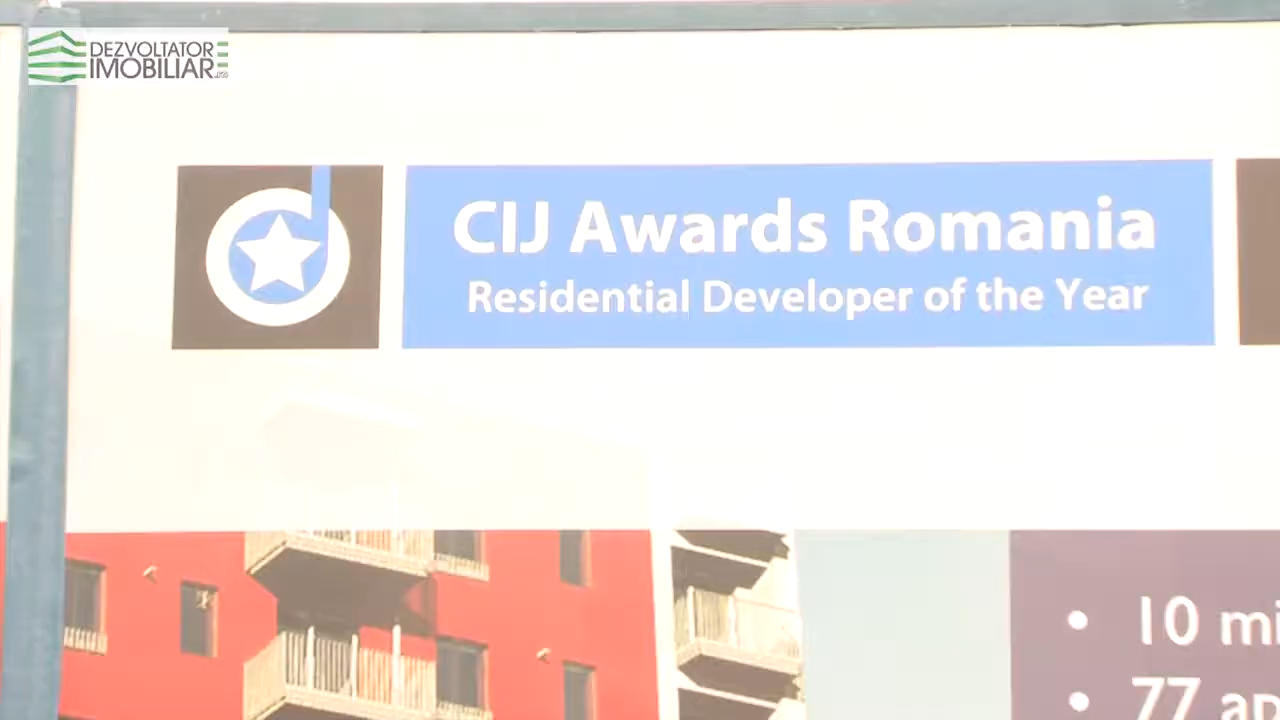 DEZVOLTATOR
IMOBILIAR
CIJ Awards Romania
Residential Developer of the Year
• 10
• 77